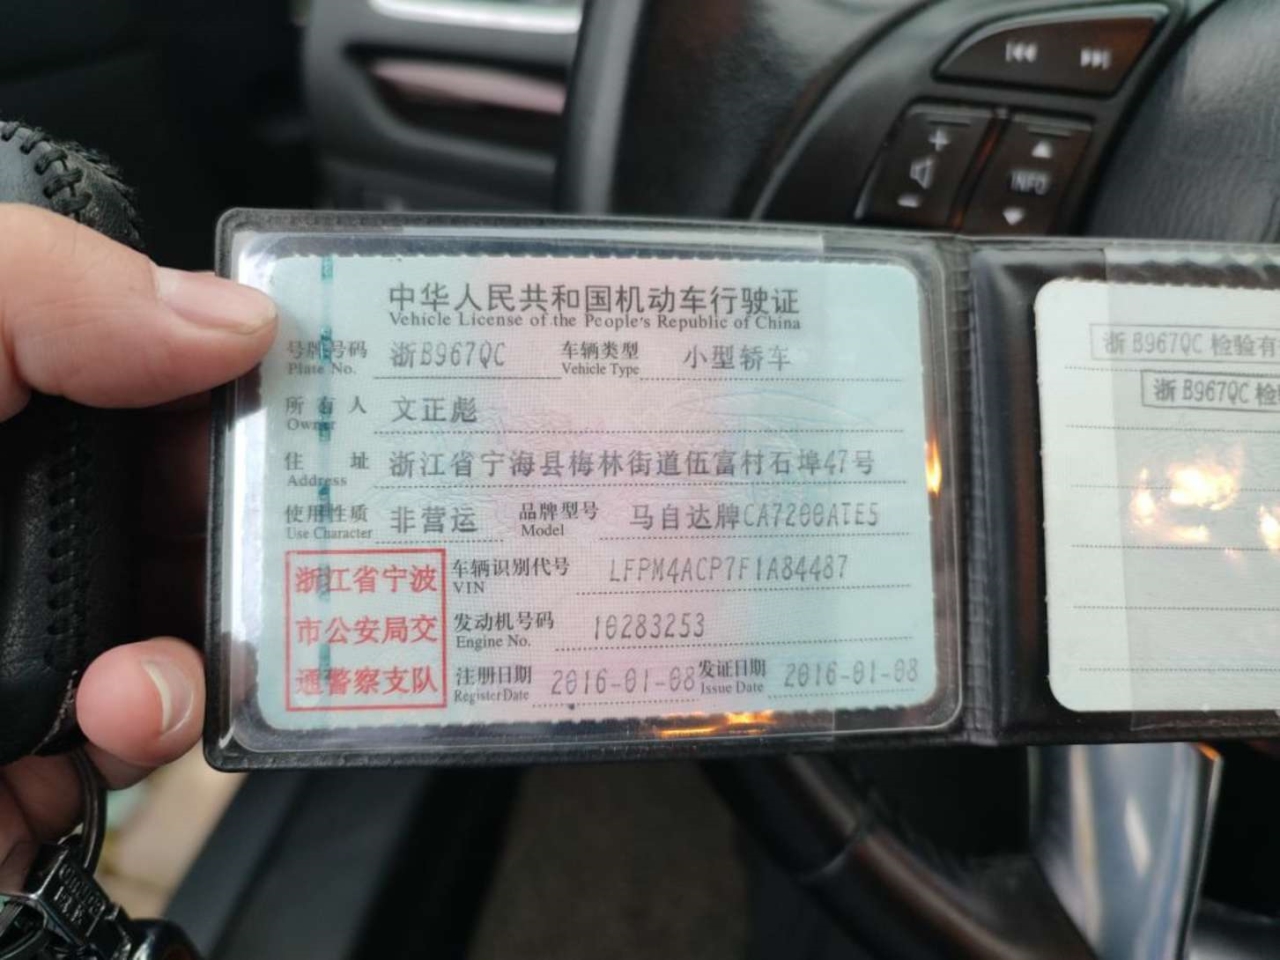 INFO
中华人民共和国机动车行驶证
Vehicle License of the People's Republic of China
号牌号码 浙B967QC 车辆类型 小型轿车
Plate No. Vehicle Type
所有人 文正彪
Owner
住址 浙江省宁海县梅林街道伍富村石埠47号
Address
使用性质 非营运 品牌型号 马自达牌CA7200ATE5
Use Character Model
浙江省宁波
市公安局交
通警察支队
车辆识别代号 LFPM4ACP7F1A84487
VIN
发动机号码 10283253
Engine No.
注册日期 2016-01-08 发证日期 2016-01-08
Register Date Issue Date
浙B967QC 检验有
浙B967QC 检